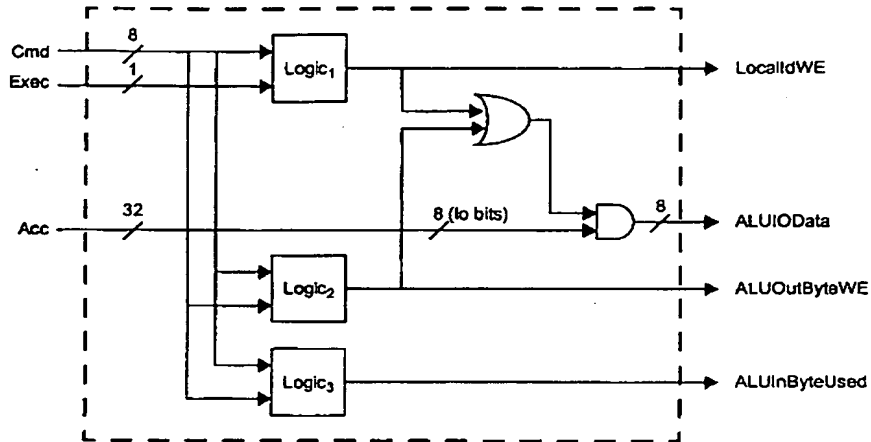 Cmd
8
Exec
1
Logic₁
LocalIdWE
Acc
32
8 (lo bits)
8
ALUIOData
Logic₂
ALUOutByteWE
Logic₃
ALUInByteUsed